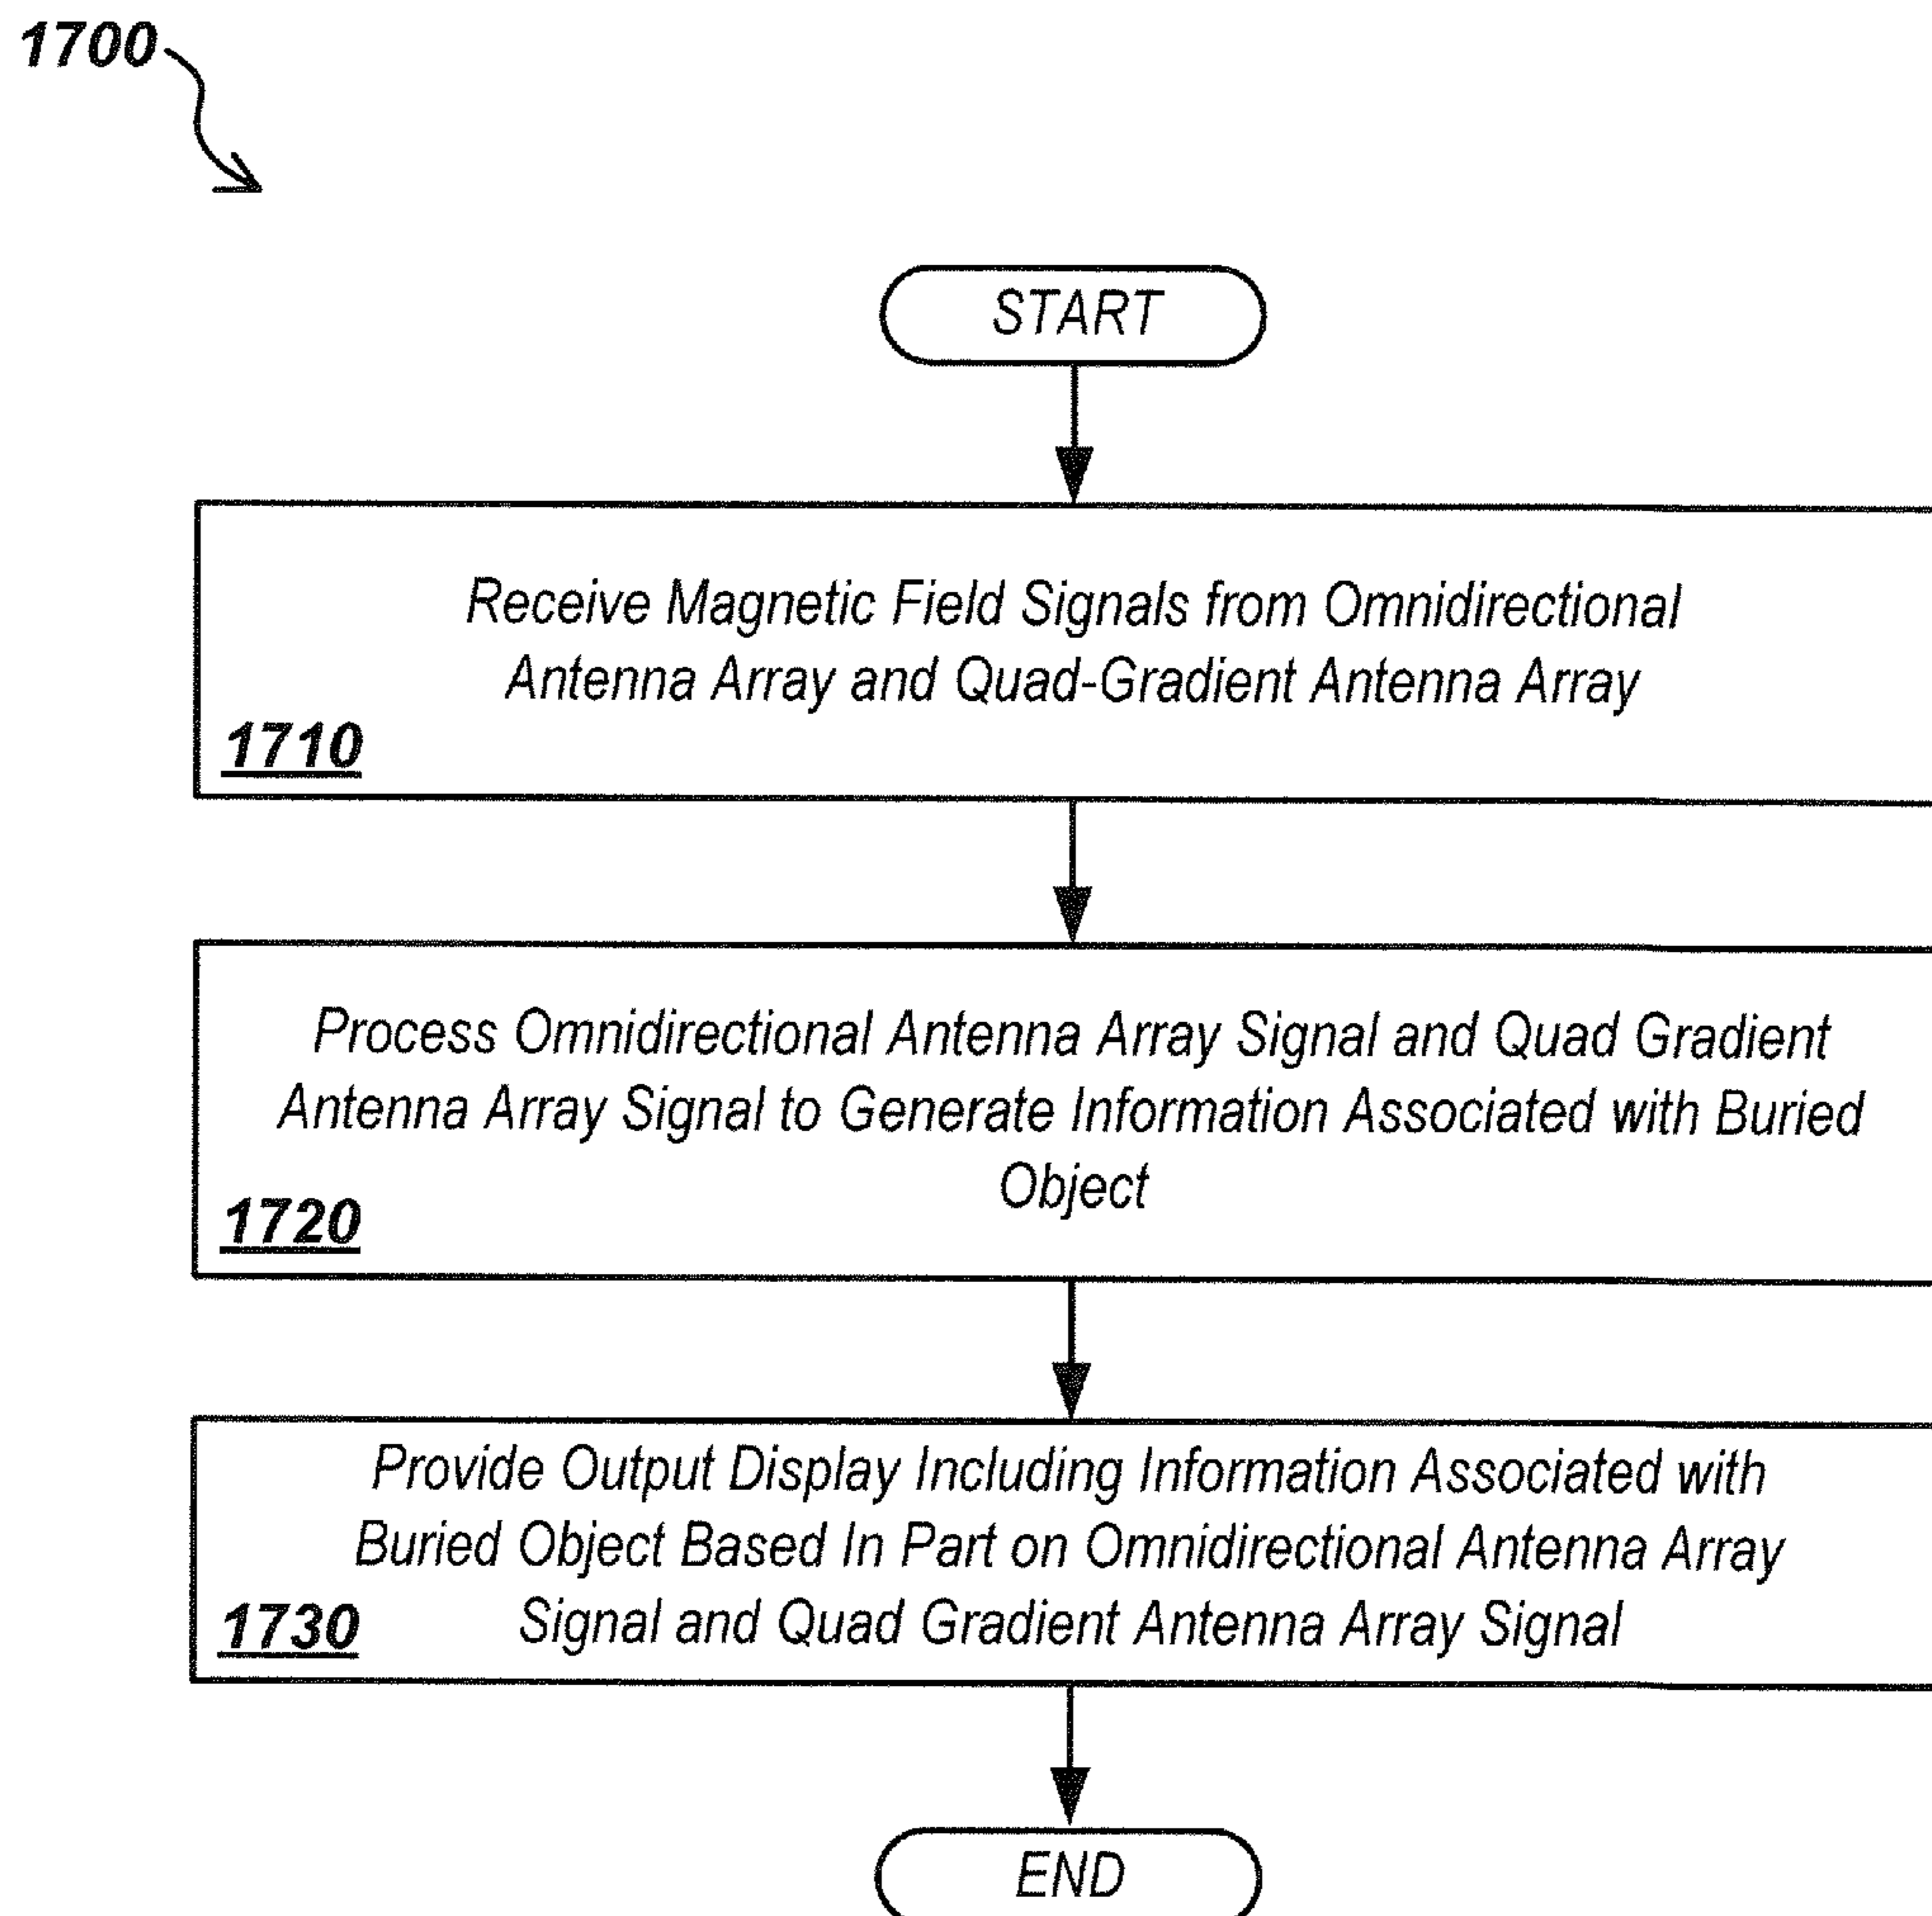 1700
START
Receive Magnetic Field Signals from Omnidirectional
Antenna Array and Quad-Gradient Antenna Array
1710
Process Omnidirectional Antenna Array Signal and Quad Gradient
Antenna Array Signal to Generate Information Associated with Buried
Object
1720
Provide Output Display Including Information Associated with
Buried Object Based In Part on Omnidirectional Antenna Array
Signal and Quad Gradient Antenna Array Signal
1730
END